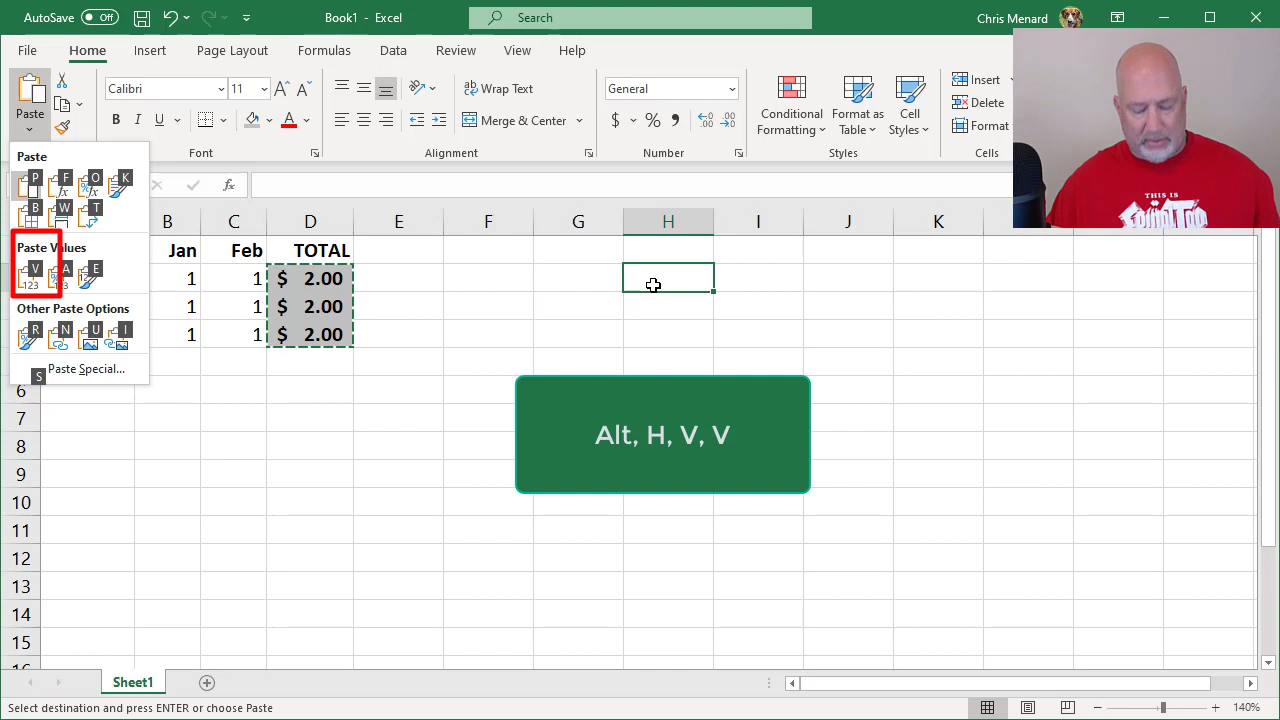 AutoSave Off Book1 - Excel Search Chris Menard
File Home Insert Page Layout Formulas Data Review View Help
Calibri 11 Wrap Text General Insert
Paste B I U A Merge & Center $ % Conditional Formatting Format as Table Cell Styles Delete
Format
Font Alignment Number Styles Cells
Paste
P F O K
B W T
fx
Paste Values
V A E
123
Other Paste Options
R N U I
Paste Special...
S
B C D E F G H I J K
Jan Feb TOTAL
1 1 $ 2.00
1 1 $ 2.00
1 1 $ 2.00
6
7
8
9
10
11
12
13
14
15
16
Alt, H, V, V
THIS IS
Sheet1
Select destination and press ENTER or choose Paste 140%